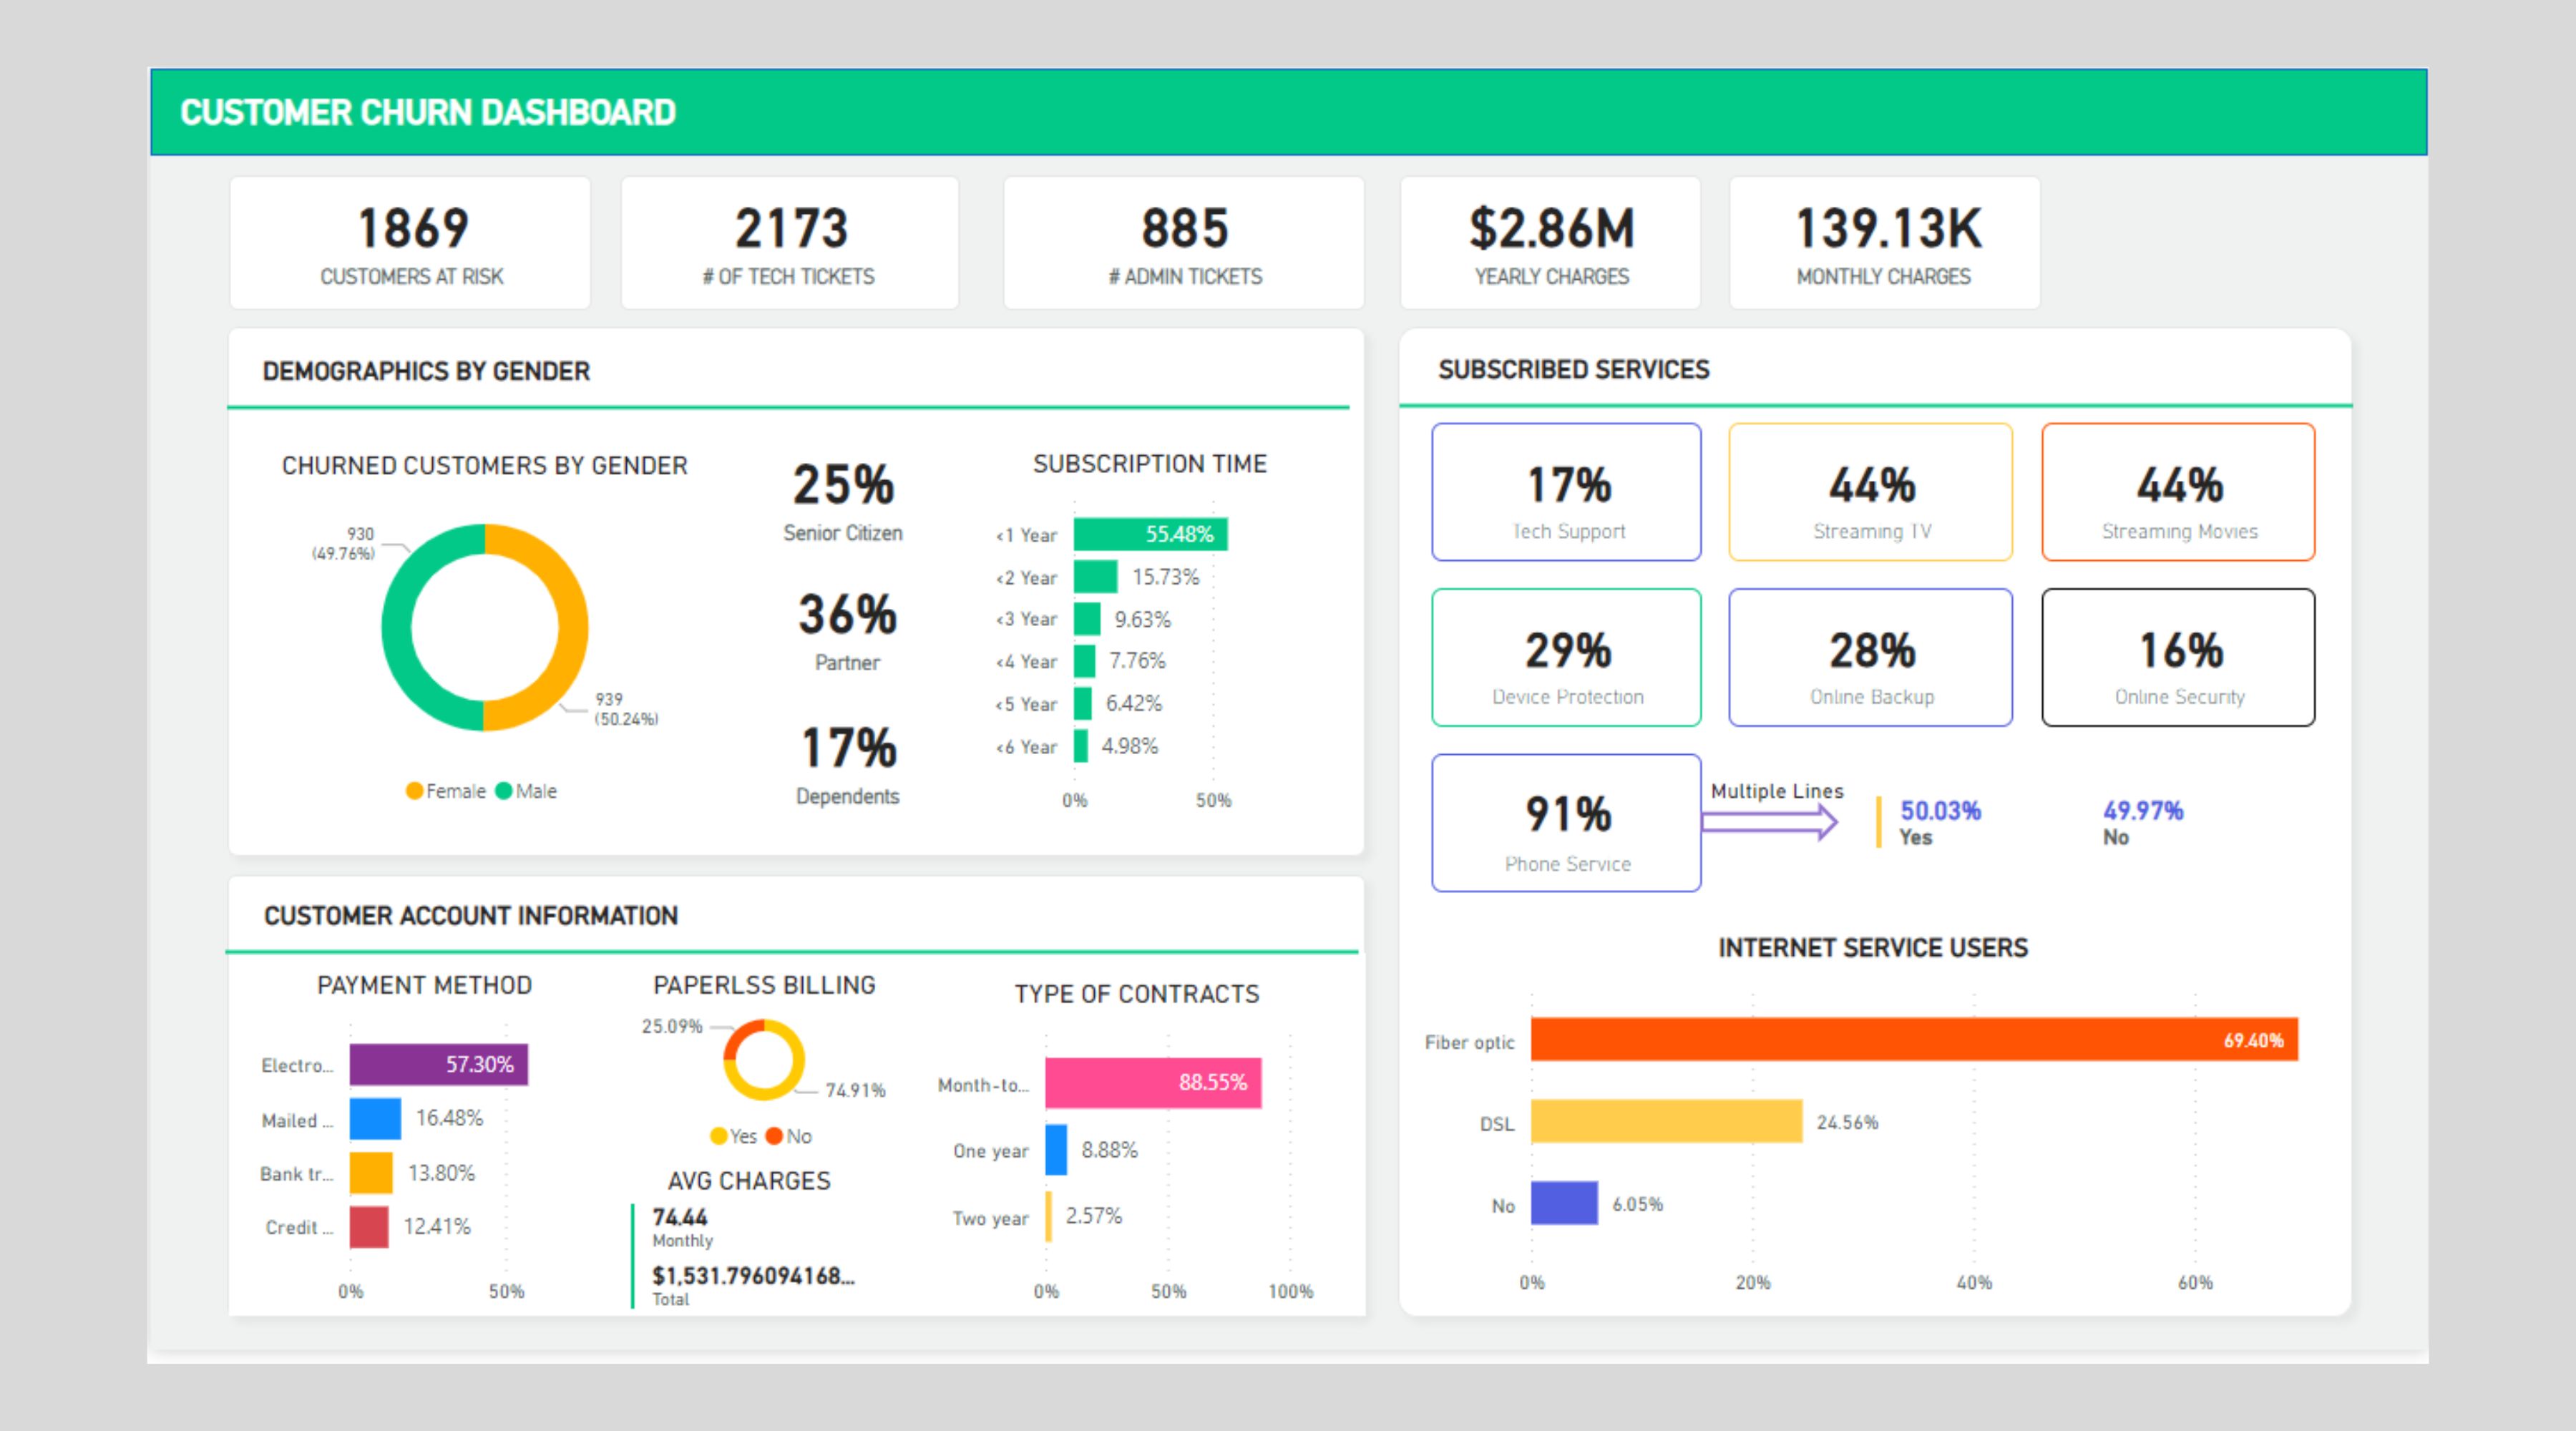 CUSTOMER CHURN DASHBOARD
1869
CUSTOMERS AT RISK
2173
# OF TECH TICKETS
885
# ADMIN TICKETS
$2.86M
YEARLY CHARGES
139.13K
MONTHLY CHARGES
DEMOGRAPHICS BY GENDER
CHURNED CUSTOMERS BY GENDER
930
(49.76%)
939
(50.24%)
Female Male
25%
Senior Citizen
36%
Partner
17%
Dependents
SUBSCRIPTION TIME
<1 Year 55.48%
<2 Year 15.73%
<3 Year 9.63%
<4 Year 7.76%
<5 Year 6.42%
<6 Year 4.98%
0% 50%
CUSTOMER ACCOUNT INFORMATION
PAYMENT METHOD
Electro... 57.30%
Mailed ... 16.48%
Bank tr... 13.80%
Credit ... 12.41%
0% 50%
PAPERLSS BILLING
25.09%
74.91%
Yes No
AVG CHARGES
74.44
Monthly
$1,531.796094168...
Total
TYPE OF CONTRACTS
Month-to... 88.55%
One year 8.88%
Two year 2.57%
0% 50% 100%
SUBSCRIBED SERVICES
17%
Tech Support
44%
Streaming TV
44%
Streaming Movies
29%
Device Protection
28%
Online Backup
16%
Online Security
91%
Phone Service
Multiple Lines
50.03%
Yes
49.97%
No
INTERNET SERVICE USERS
Fiber optic 69.40%
DSL 24.56%
No 6.05%
0% 20% 40% 60%